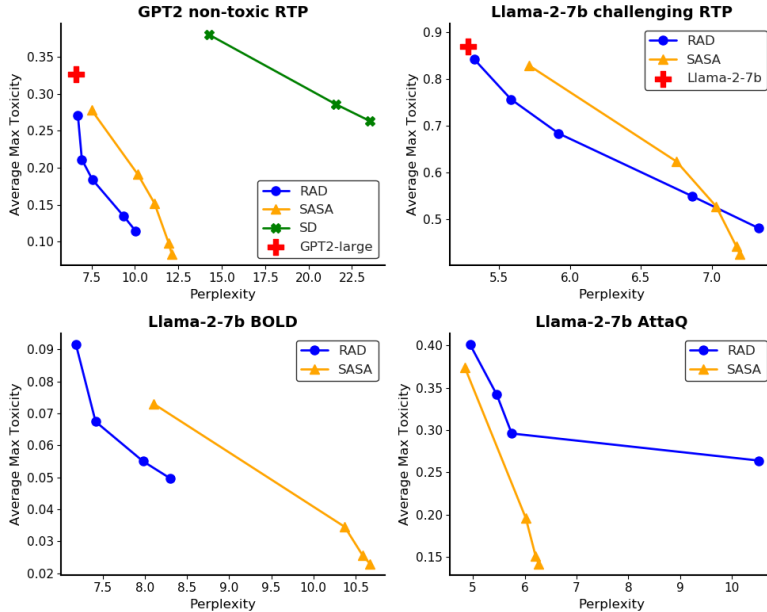 GPT2 non-toxic RTP
Average Max Toxicity
0.35
0.30
0.25
0.20
0.15
0.10
RAD
SASA
SD
GPT2-large
7.5 10.0 12.5 15.0 17.5 20.0 22.5
Perplexity
Llama-2-7b challenging RTP
Average Max Toxicity
0.9
0.8
0.7
0.6
0.5
RAD
SASA
Llama-2-7b
5.5 6.0 6.5 7.0
Perplexity
Llama-2-7b BOLD
Average Max Toxicity
0.09
0.08
0.07
0.06
0.05
0.04
0.03
0.02
RAD
SASA
7.5 8.0 8.5 9.0 9.5 10.0 10.5
Perplexity
Llama-2-7b AttaQ
Average Max Toxicity
0.40
0.35
0.30
0.25
0.20
0.15
RAD
SASA
5 6 7 8 9 10
Perplexity